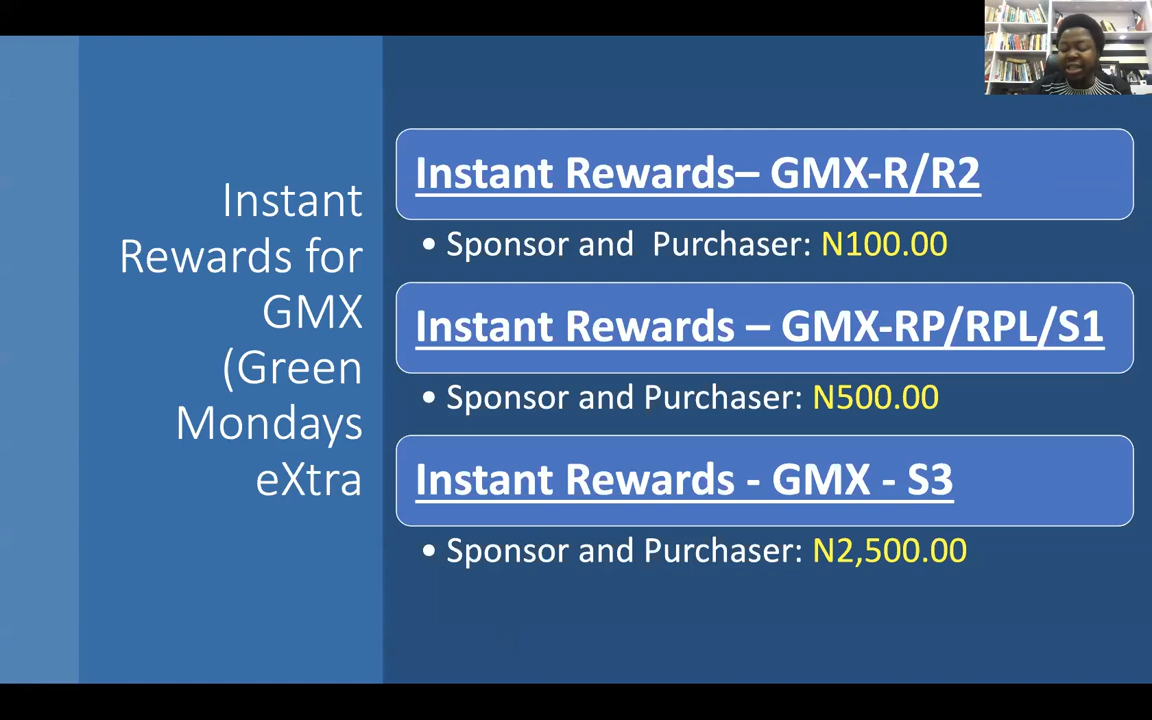 Instant
Rewards for
GMX
(Green
Mondays
eXtra
Instant Rewards– GMX-R/R2
• Sponsor and Purchaser: N100.00
Instant Rewards – GMX-RP/RPL/S1
• Sponsor and Purchaser: N500.00
Instant Rewards - GMX - S3
• Sponsor and Purchaser: N2,500.00